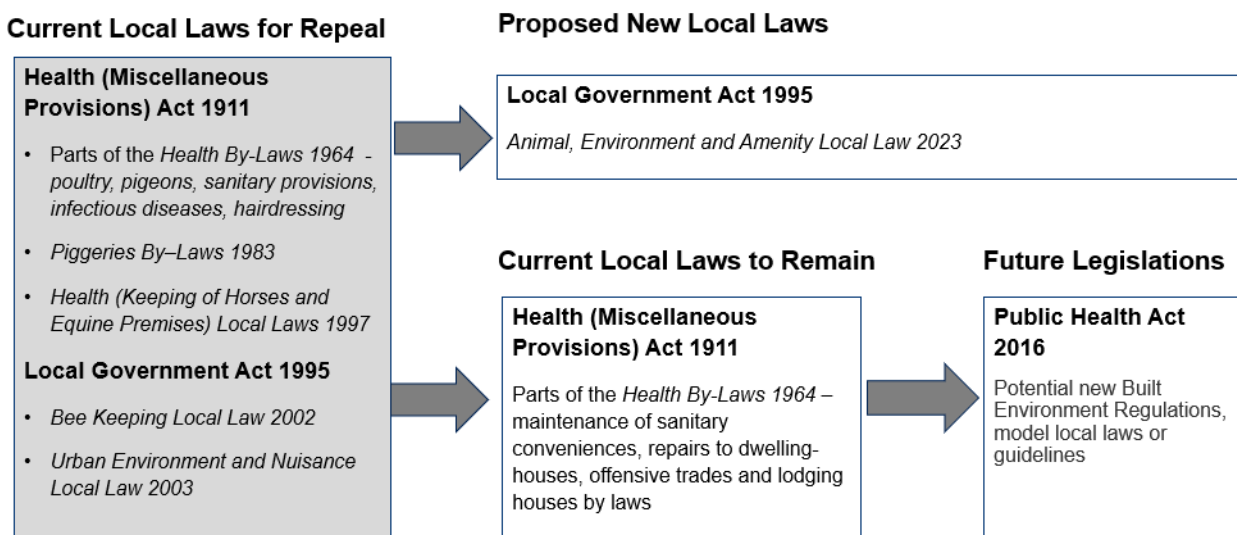 Current Local Laws for Repeal
Health (Miscellaneous
Provisions) Act 1911
• Parts of the Health By-Laws 1964 -
poultry, pigeons, sanitary provisions,
infectious diseases, hairdressing
• Piggeries By–Laws 1983
• Health (Keeping of Horses and
Equine Premises) Local Laws 1997
Local Government Act 1995
• Bee Keeping Local Law 2002
• Urban Environment and Nuisance
Local Law 2003
Proposed New Local Laws
Local Government Act 1995
Animal, Environment and Amenity Local Law 2023
Current Local Laws to Remain
Health (Miscellaneous
Provisions) Act 1911
Parts of the Health By-Laws 1964 –
maintenance of sanitary
conveniences, repairs to dwelling-
houses, offensive trades and lodging
houses by laws
Future Legislations
Public Health Act
2016
Potential new Built
Environment Regulations,
model local laws or
guidelines